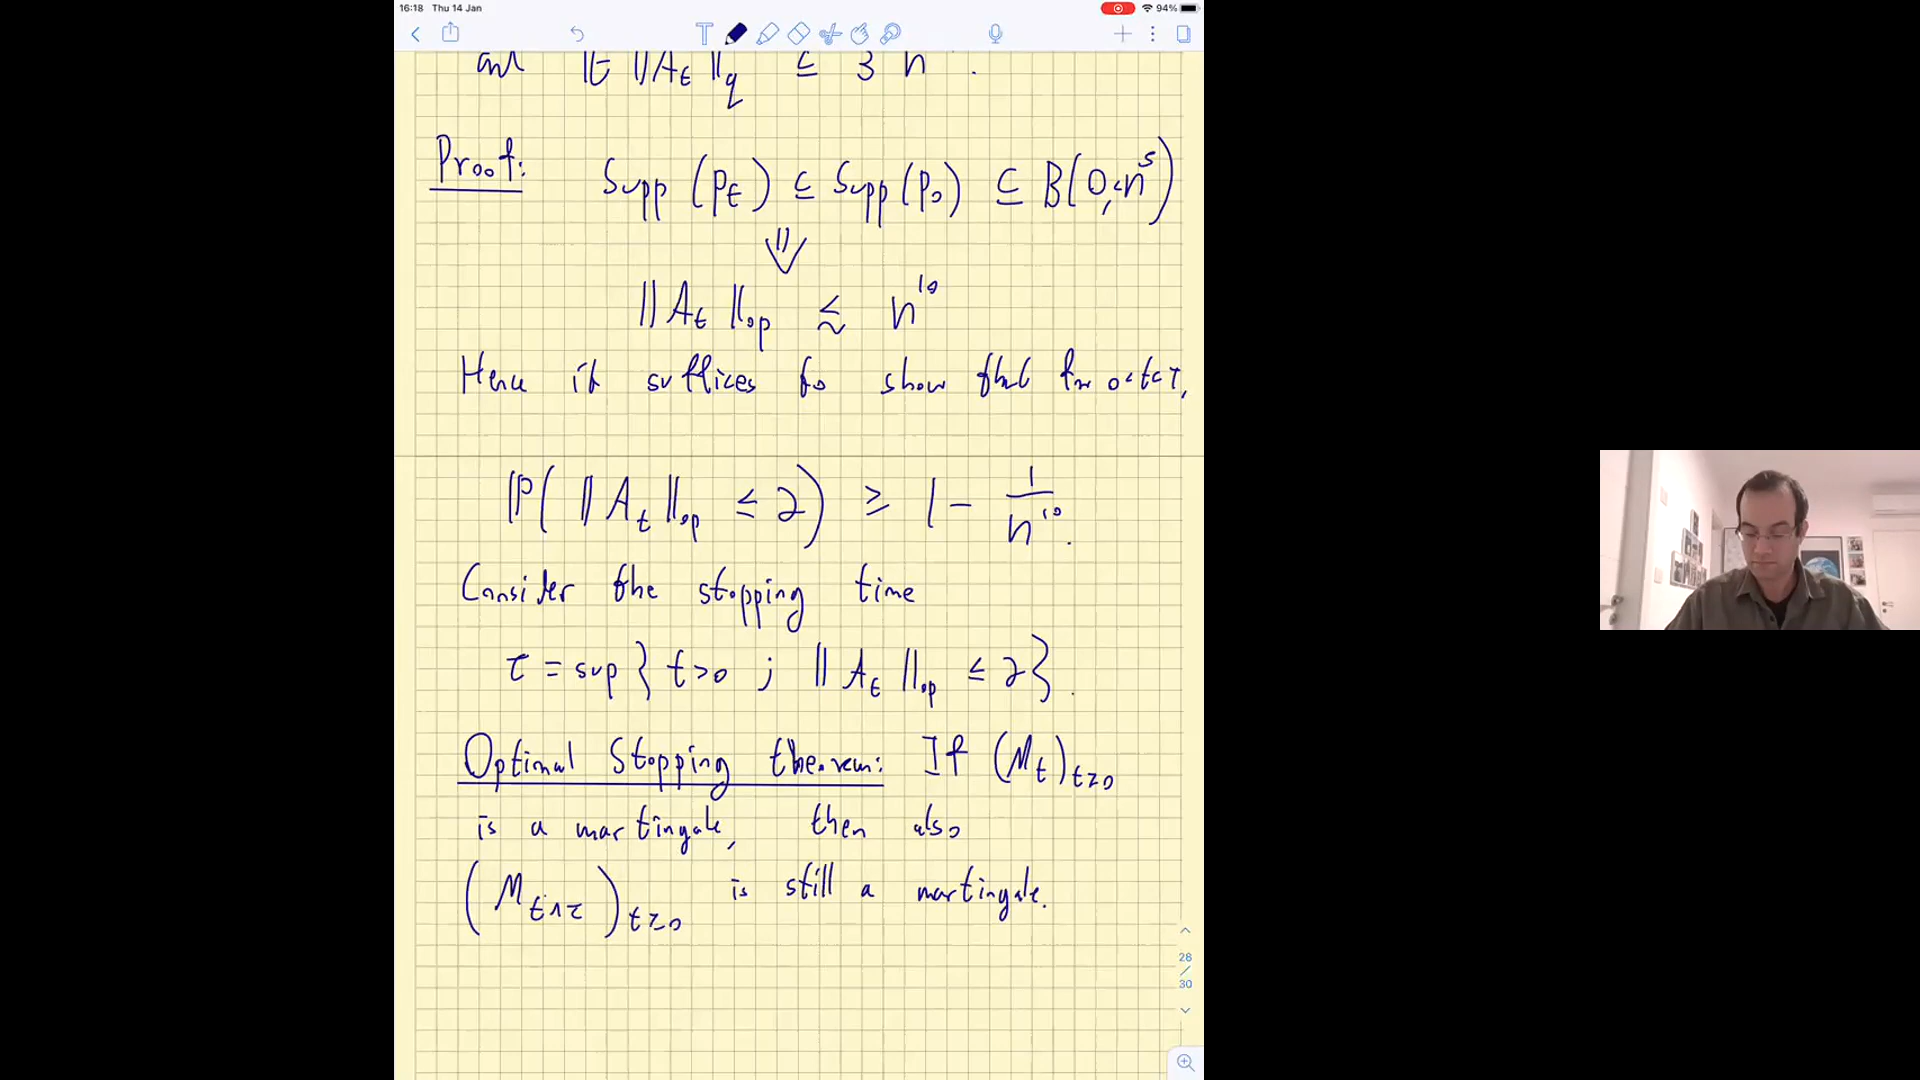 16:18 Thu 14 Jan 94%
and 𝔼 ‖A_t‖_q ≤ 3 n .
Proof: Supp (p_t) ⊆ Supp (p_0) ⊆ B(0, n^5)
⇓
‖A_t‖_op ≲ n^10
Hence it suffices to show that for 0<t<T,
ℙ( ‖A_t‖_op ≤ 2 ) ≥ 1 - 1/n^10 .
Consider the stopping time
τ = sup { t>0 ; ‖A_t‖_op ≤ 2 } .
Optimal Stopping theorem: If (M_t)_{t≥0}
is a martingale, then also
(M_{t∧τ})_{t≥0} is still a martingale.
28
/
30